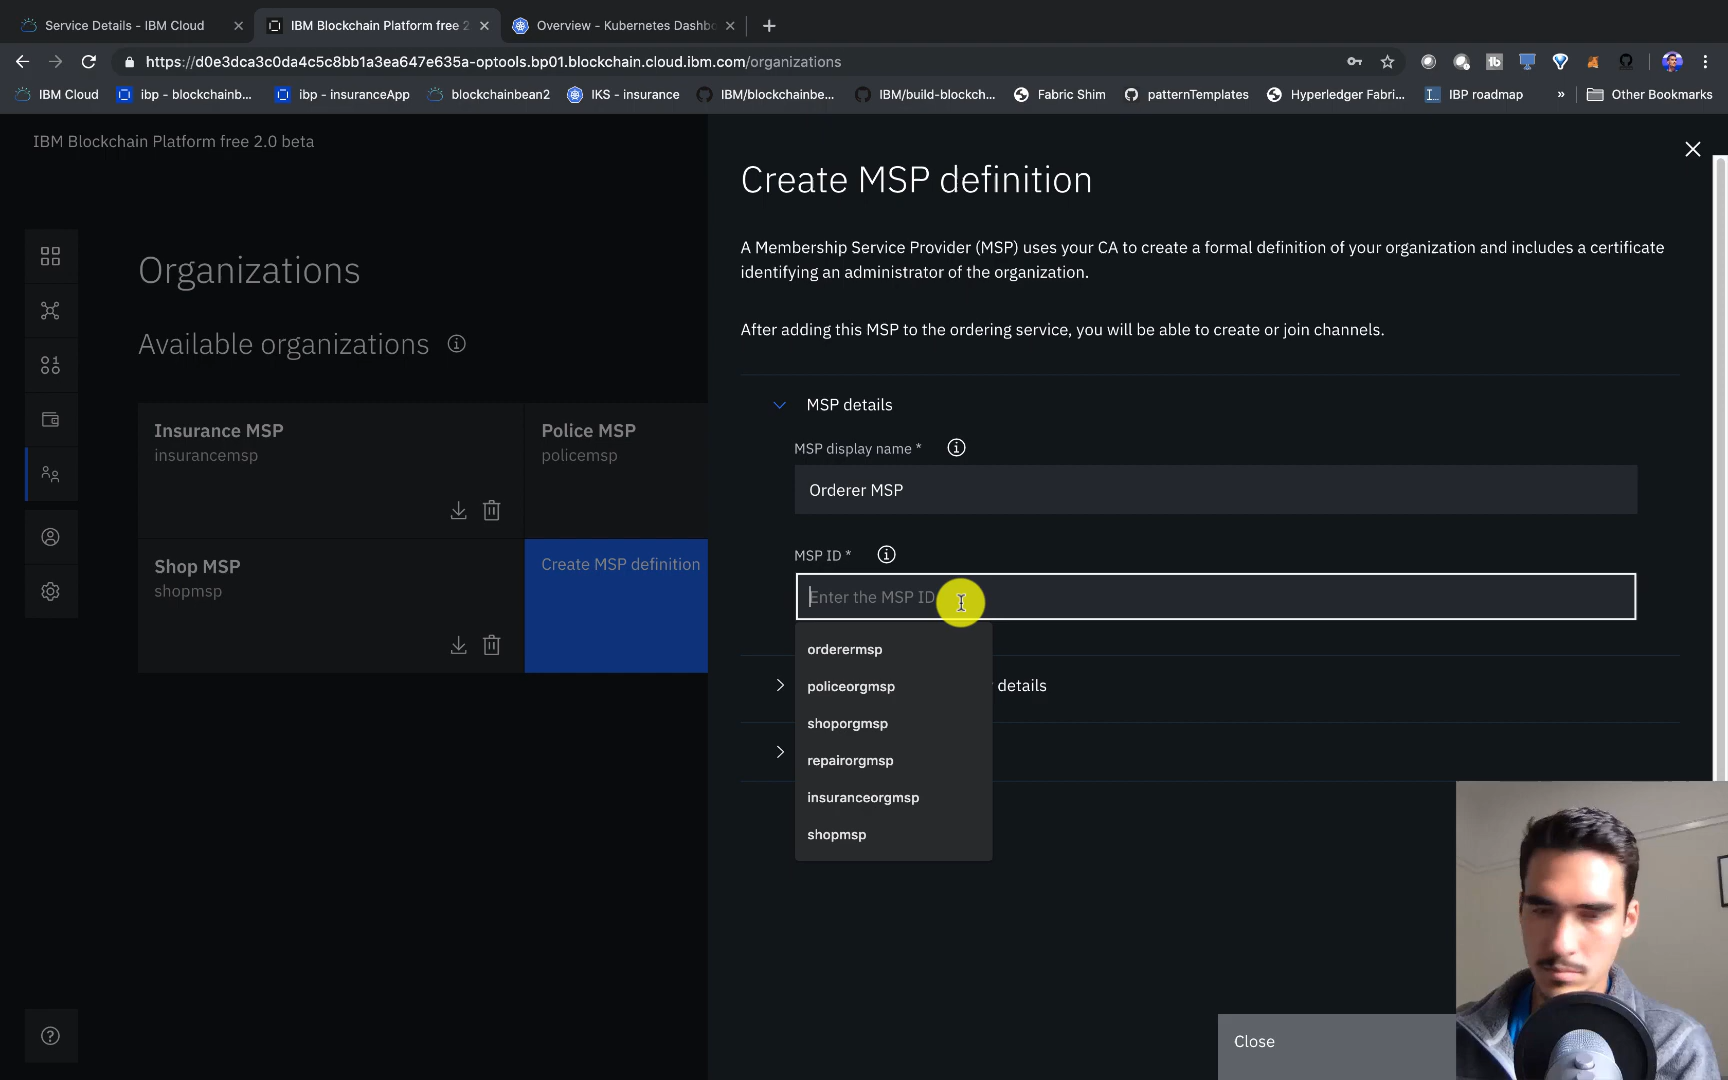 Service Details - IBM Cloud
IBM Blockchain Platform free 2
Overview - Kubernetes Dashbo
https://d0e3dca3c0da4c5c8bb1a3ea647e635a-optools.bp01.blockchain.cloud.ibm.com/organizations
IBM Cloud
ibp - blockchainb...
ibp - insuranceApp
blockchainbean2
IKS - insurance
IBM/blockchainbe...
IBM/build-blockch...
Fabric Shim
patternTemplates
Hyperledger Fabri...
IBP roadmap
»
Other Bookmarks
IBM Blockchain Platform free 2.0 beta
Organizations
Available organizations
Insurance MSP
insurancemsp
Police MSP
policemsp
Shop MSP
shopmsp
Create MSP definition
Create MSP definition
A Membership Service Provider (MSP) uses your CA to create a formal definition of your organization and includes a certificate
identifying an administrator of the organization.
After adding this MSP to the ordering service, you will be able to create or join channels.
MSP details
MSP display name *
Orderer MSP
MSP ID *
Enter the MSP ID
orderermsp
policeorgmsp
shoporgmsp
repairorgmsp
insuranceorgmsp
shopmsp
details
Close